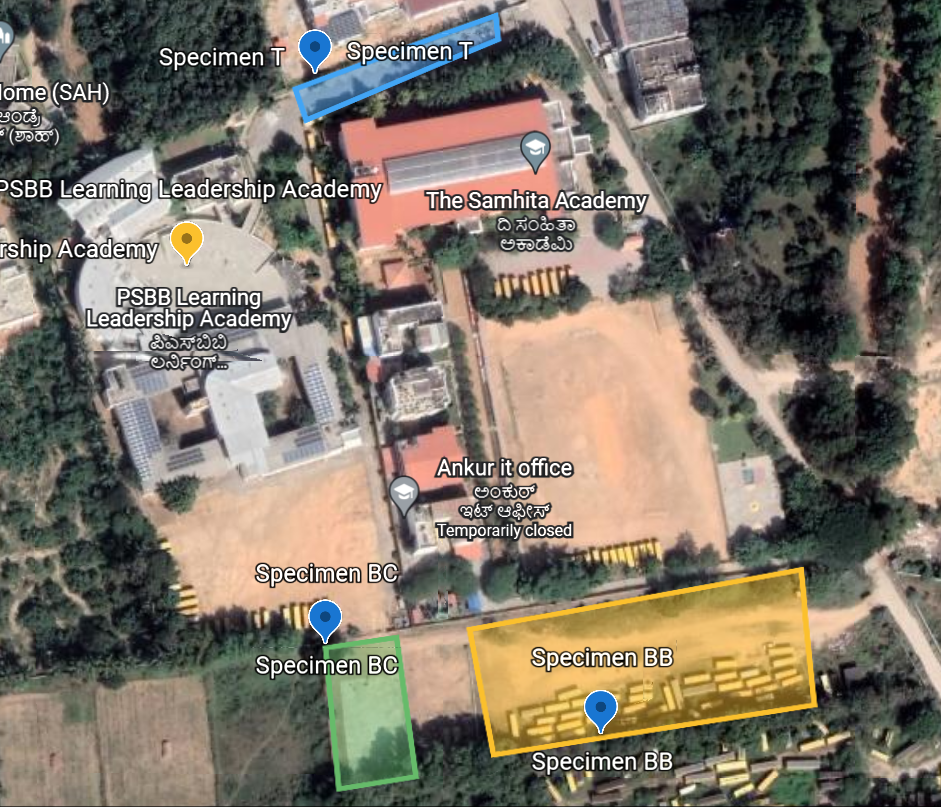 Specimen T
Specimen T
Home (SAH)
(ಶಾಹ್)
PSBB Learning Leadership Academy
The Samhita Academy
ದಿ ಸಂಹಿತಾ
ಅಕಾಡೆಮಿ
rship Academy
PSBB Learning
Leadership Academy
ಪಿಎಸ್‌ಬಿಬಿ
ಲರ್ನಿಂಗ್...
Ankur it office
ಅಂಕುರ್
ಇಟ್ ಆಫೀಸ್
Temporarily closed
Specimen BC
Specimen BC
Specimen BB
Specimen BB